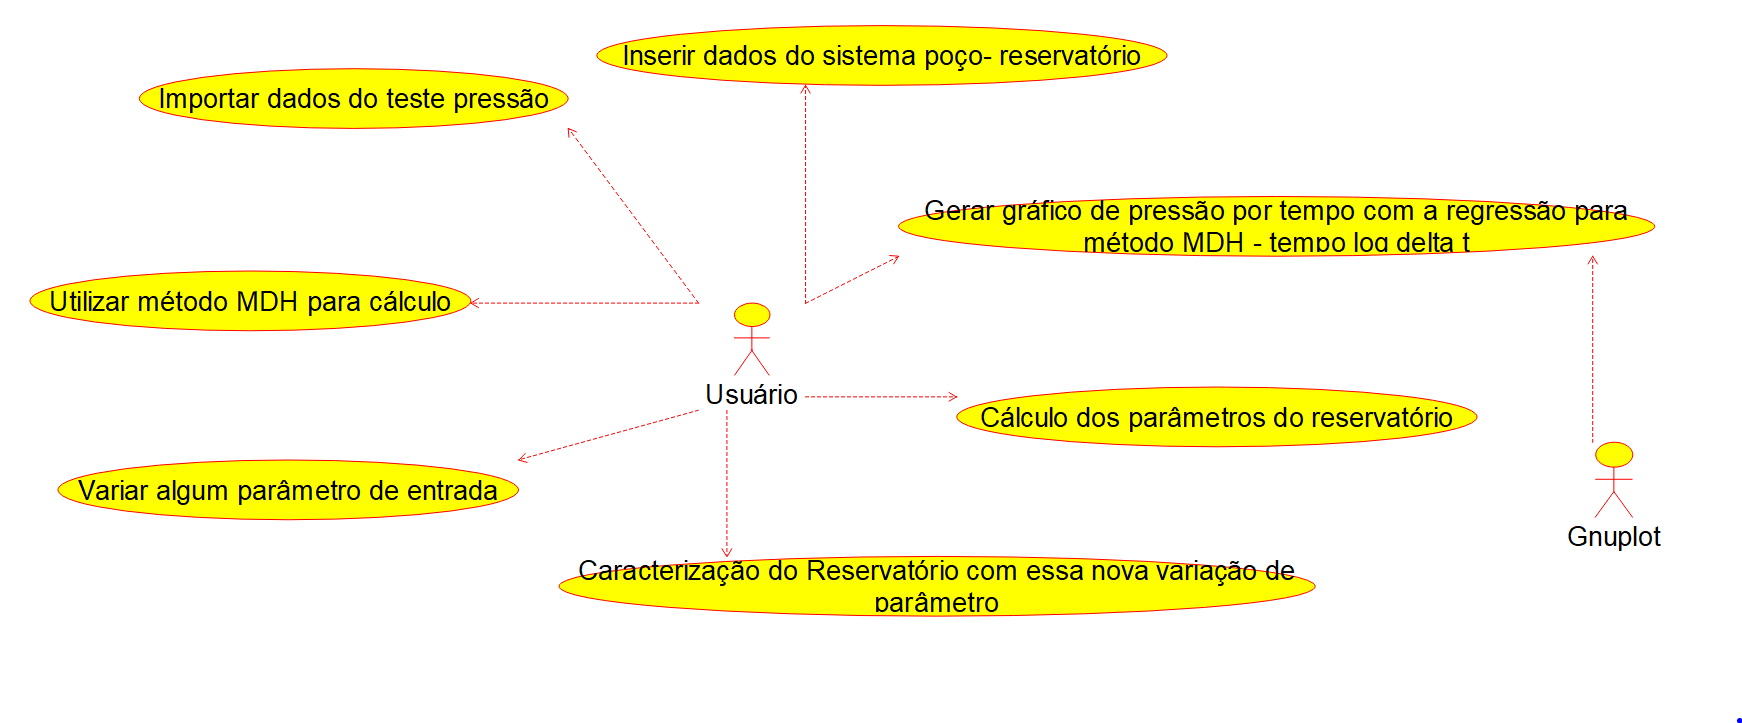 Inserir dados do sistema poço- reservatório
Importar dados do teste pressão
Gerar gráfico de pressão por tempo com a regressão para
método MDH - tempo log delta t
Utilizar método MDH para cálculo
Usuário
Cálculo dos parâmetros do reservatório
Variar algum parâmetro de entrada
Gnuplot
Caracterização do Reservatório com essa nova variação de
parâmetro